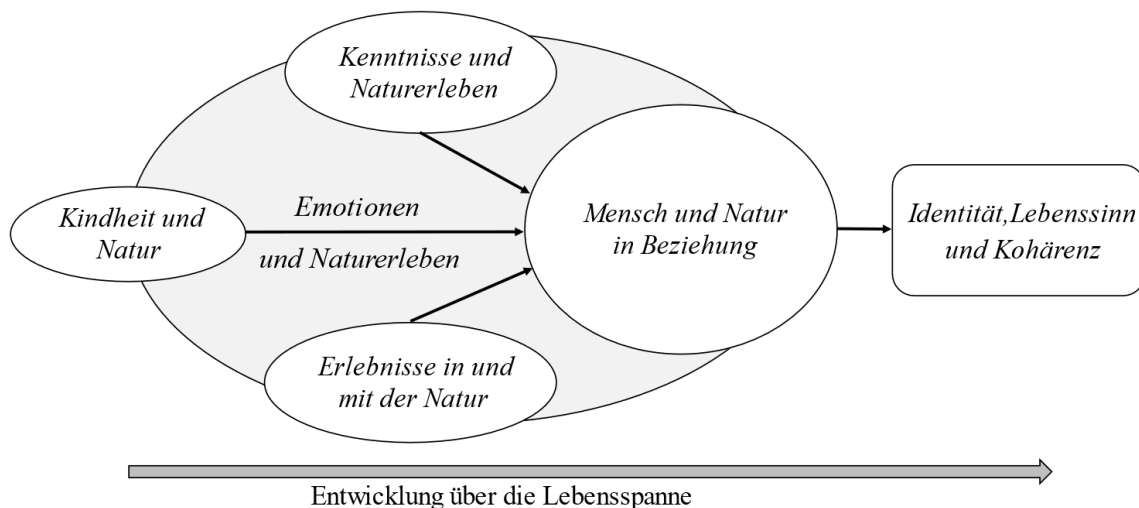 Kenntnisse und
Naturerleben
Kindheit und
Natur
Emotionen
und Naturerleben
Mensch und Natur
in Beziehung
Identität,Lebenssinn
und Kohärenz
Erlebnisse in und
mit der Natur
Entwicklung über die Lebensspanne